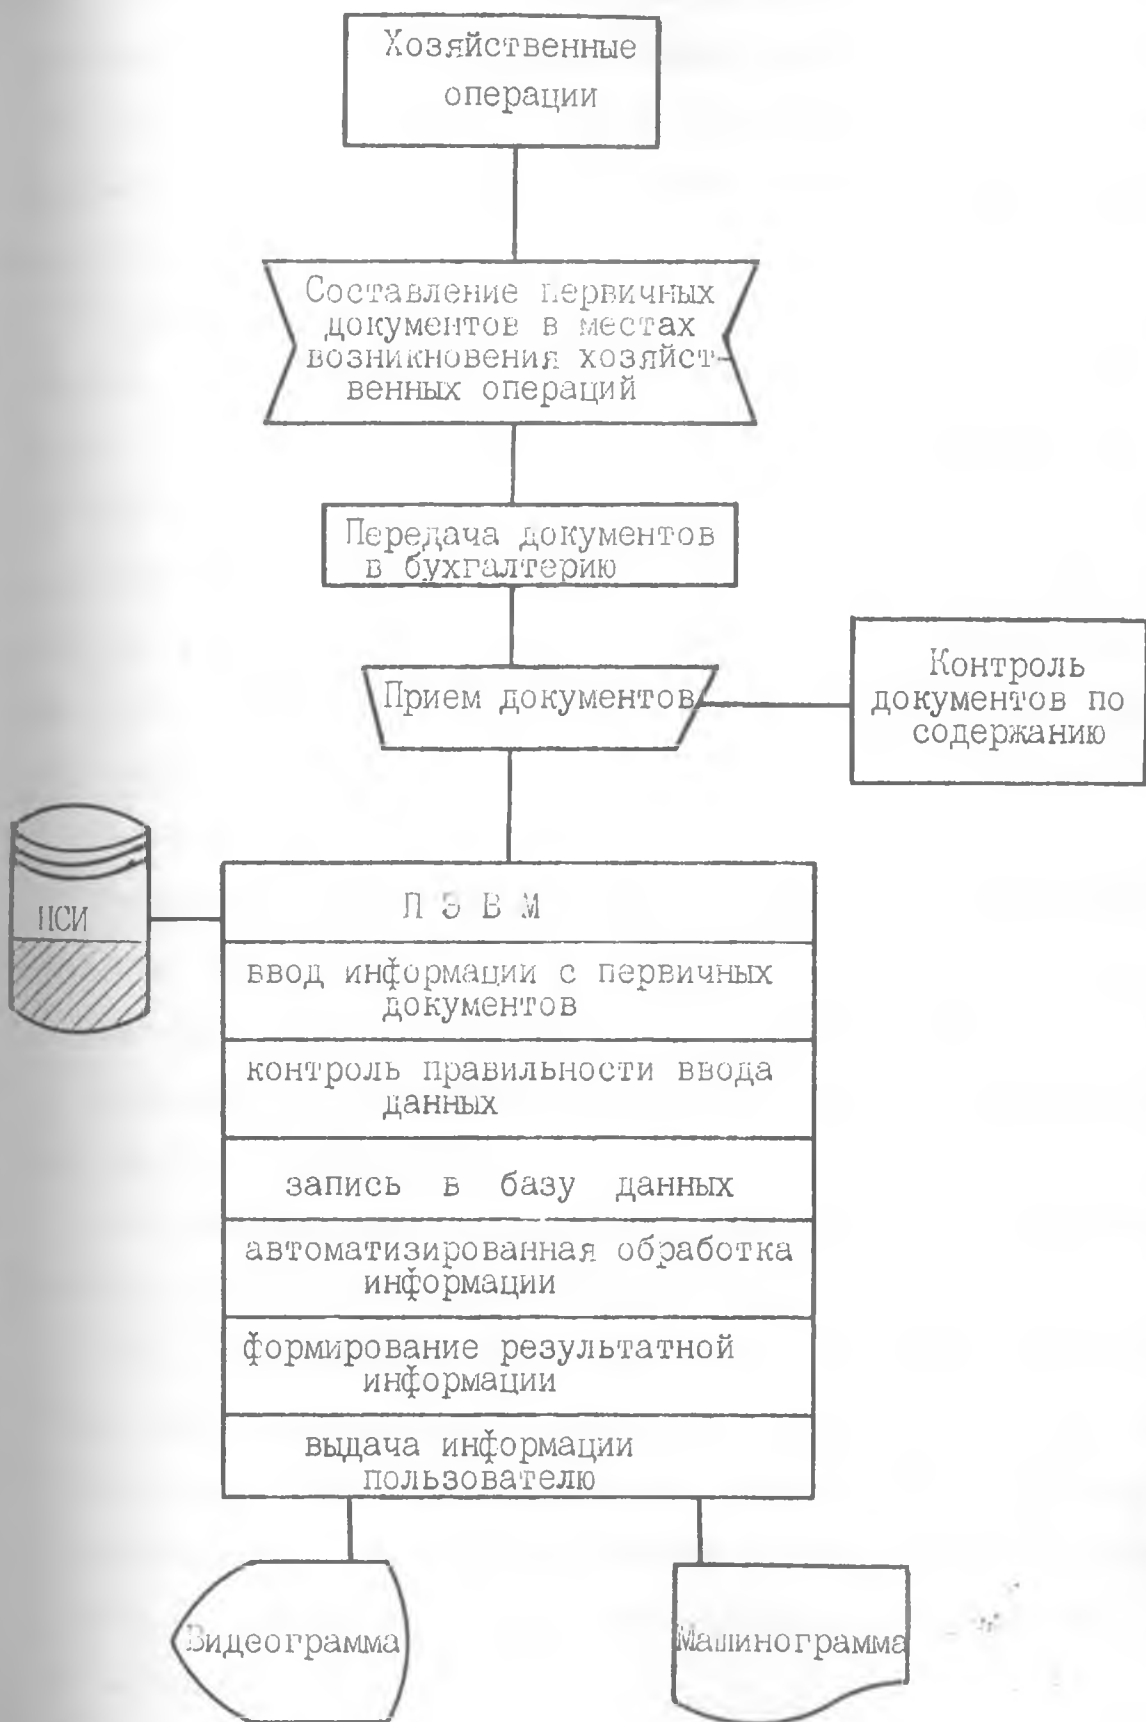 Хозяйственные
операции
Составление первичных
документов в местах
возникновения хозяйст-
венных операций
Передача документов
в бухгалтерию
Прием документов
Контроль
документов по
содержанию
НСИ
П Э В М
ввод информации с первичных
документов
контроль правильности ввода
данных
запись в базу данных
автоматизированная обработка
информации
формирование результатной
информации
выдача информации
пользователю
Видеограмма
Машинограмма